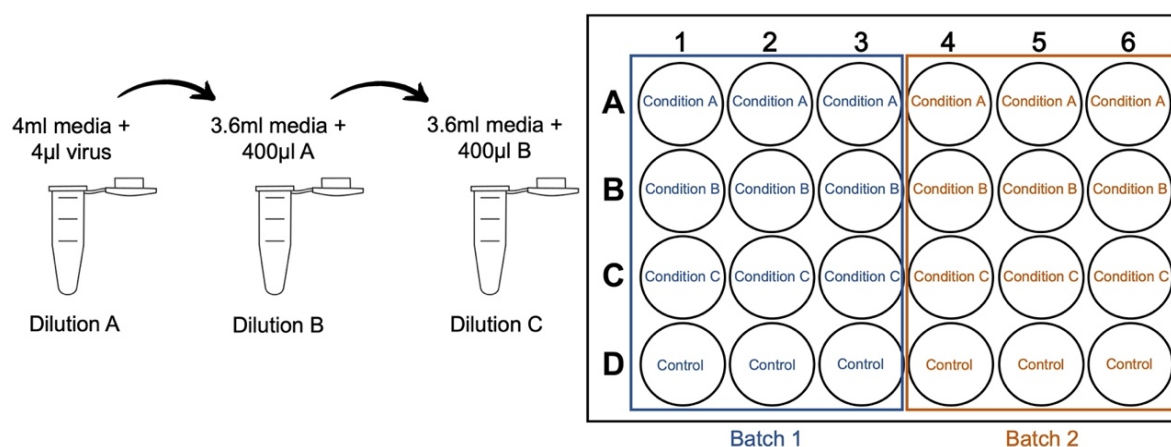 4ml media +
4µl virus
3.6ml media +
400µl A
3.6ml media +
400µl B
Dilution A
Dilution B
Dilution C
1 2 3 4 5 6
A Condition A Condition A Condition A Condition A Condition A Condition A
B Condition B Condition B Condition B Condition B Condition B Condition B
C Condition C Condition C Condition C Condition C Condition C Condition C
D Control Control Control Control Control Control
Batch 1 Batch 2